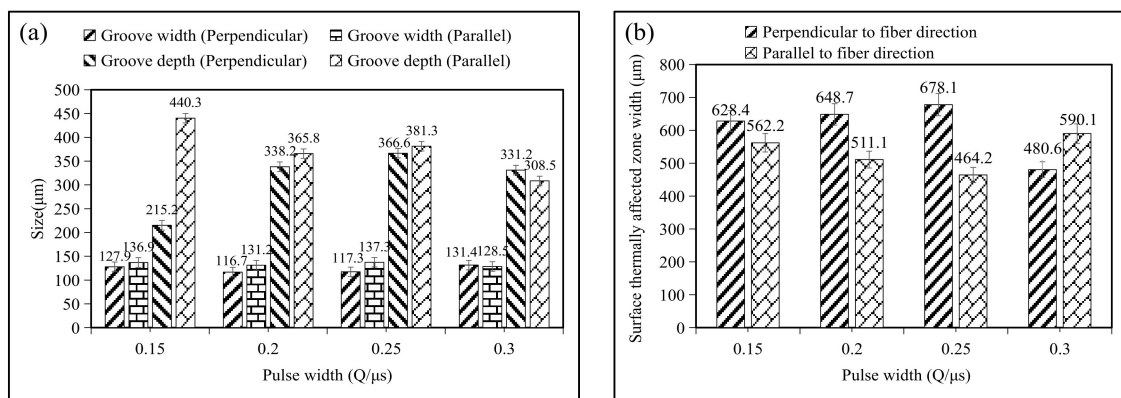 (a)
Groove width (Perpendicular) Groove width (Parallel)
Groove depth (Perpendicular) Groove depth (Parallel)
Size(μm)
500
450
400
350
300
250
200
150
100
50
0
127.9 136.9 215.2 440.3
116.7 131.2 338.2 365.8
117.3 137.3 366.6 381.3
131.4 128.5 331.2 308.5
0.15 0.2 0.25 0.3
Pulse width (Q/μs)
(b)
Perpendicular to fiber direction
Parallel to fiber direction
Surface thermally affected zone width (μm)
800
700
600
500
400
300
200
100
0
628.4 562.2
648.7 511.1
678.1 464.2
480.6 590.1
0.15 0.2 0.25 0.3
Pulse width (Q/μs)